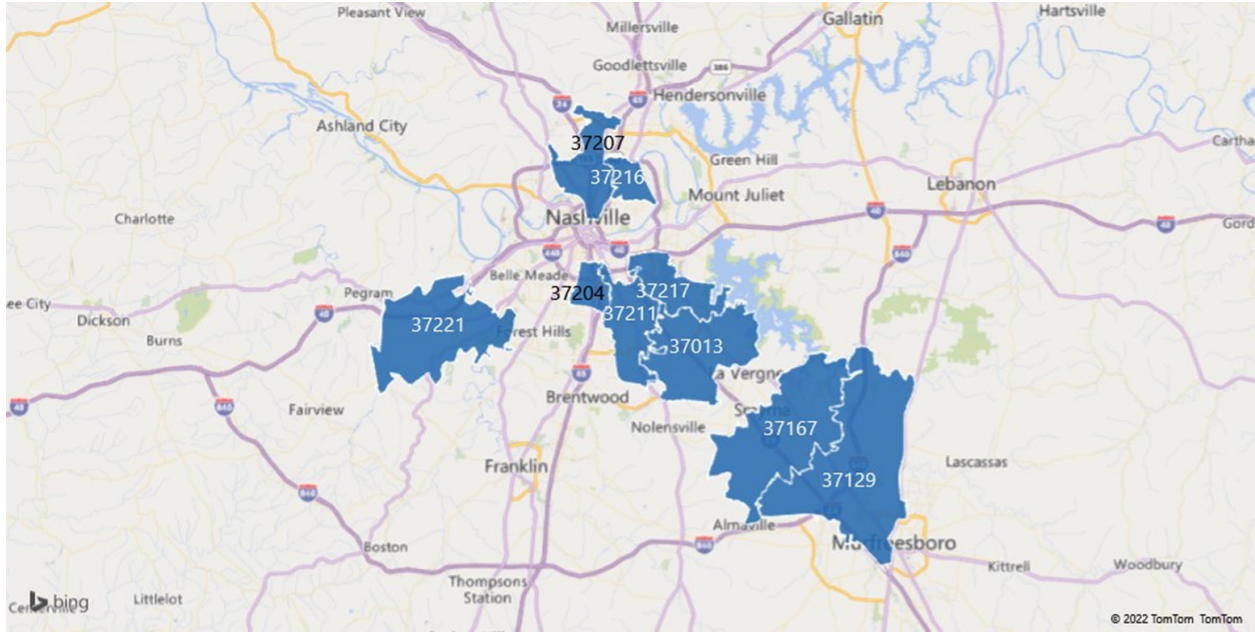 Pleasant View
Millersville
Gallatin
Hartsville
Goodlettsville
386
24
65
Hendersonville
Ashland City
37207
Green Hill
37216
Mount Juliet
Lebanon
Charlotte
Nashville
40
40
440
40
840
Belle Meade
Pegram
37204
37217
37211
ee City
Dickson
40
37221
Forest Hills
37013
Burns
65
La Vergne
Brentwood
40
840
Fairview
37167
Nolensville
Franklin
Lascassas
37129
840
Almaville
Murfreesboro
Boston
840
Kittrell
Woodbury
Thompsons
Station
Littlelot
bing
© 2022 TomTom TomTom